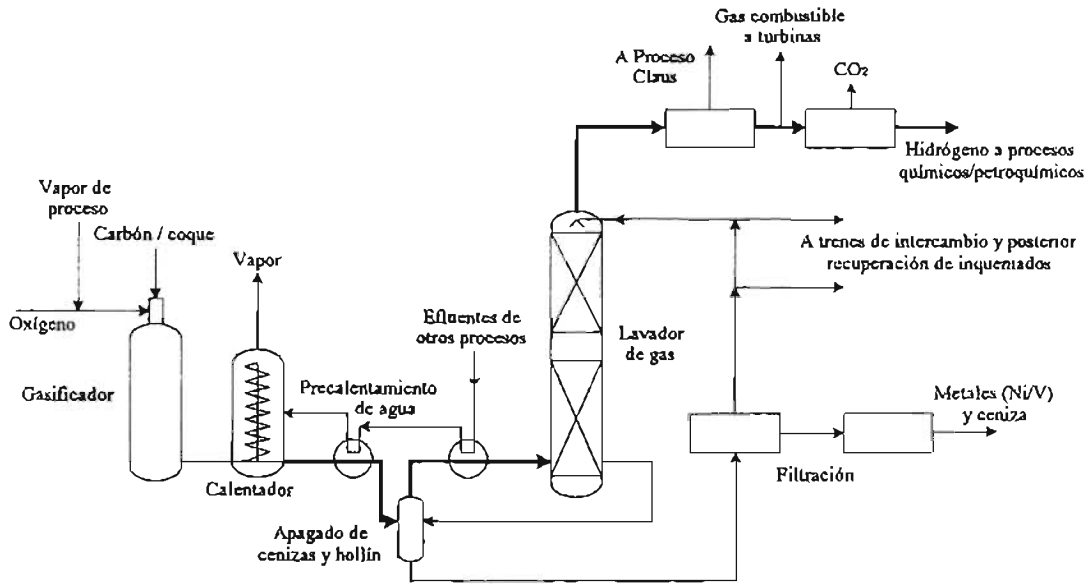 Gas combustible
a turbinas
A Proceso
Claus
CO₂
Hidrógeno a procesos
químicos/petroquímicos
Vapor de
proceso
Carbón / coque
Vapor
A trenes de intercambio y posterior
recuperación de inquemados
Oxígeno
Efluentes de
otros procesos
Lavador
de gas
Gasificador
Precalentamiento
de agua
Metales (Ni/V)
y ceniza
Calentador
Filtración
Apagado de
cenizas y hollín